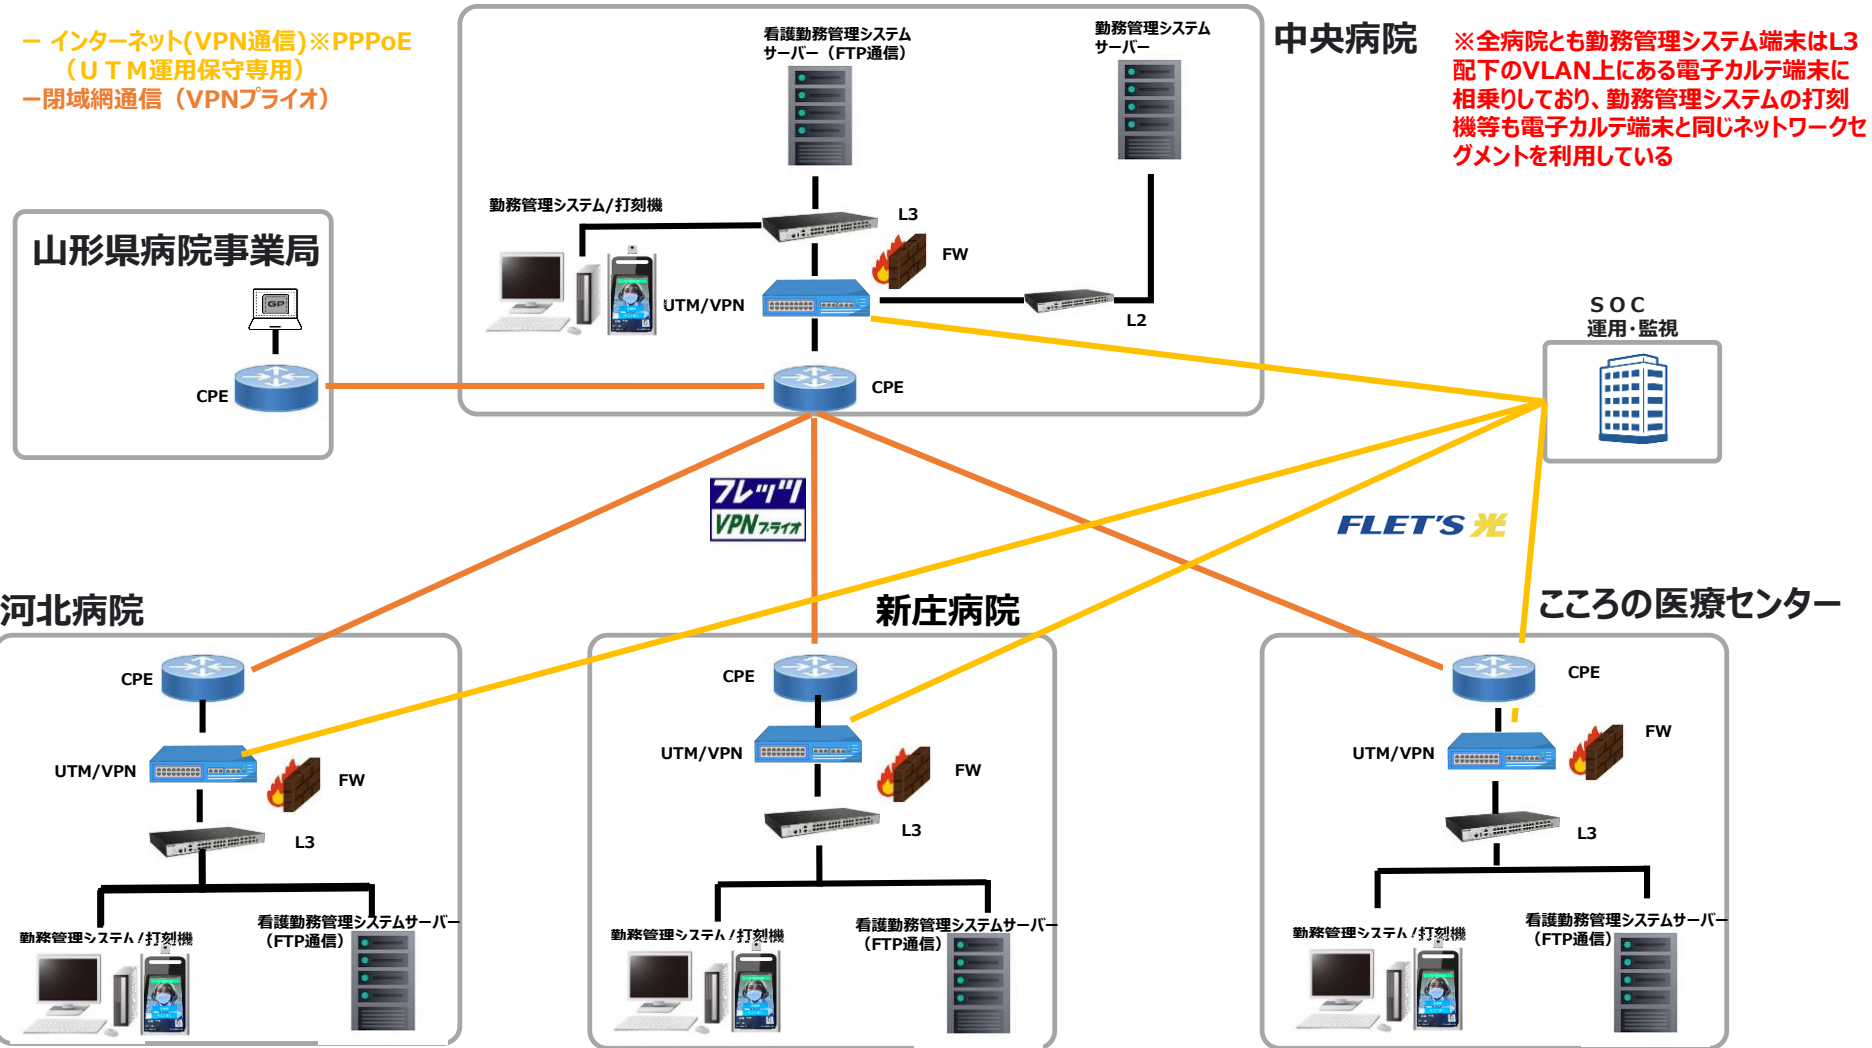 ー インターネット(VPN通信)※PPPoE
（ＵＴＭ運用保守専用）
ー閉域網通信（VPNプライオ）
看護勤務管理システム
サーバー（FTP通信）
勤務管理システム
サーバー
中央病院
※全病院とも勤務管理システム端末はL3
配下のVLAN上にある電子カルテ端末に
相乗りしており、勤務管理システムの打刻
機等も電子カルテ端末と同じネットワークセ
グメントを利用している
勤務管理システム/打刻機
L3
FW
UTM/VPN
L2
CPE
山形県病院事業局
GP
CPE
ＳＯＣ
運用・監視
フレッツ
VPNプライオ
FLET'S 光
河北病院
CPE
UTM/VPN
FW
L3
勤務管理システム/打刻機
看護勤務管理システムサーバー
（FTP通信）
新庄病院
CPE
UTM/VPN
FW
L3
勤務管理システム/打刻機
看護勤務管理システムサーバー
（FTP通信）
こころの医療センター
CPE
UTM/VPN
FW
L3
勤務管理システム/打刻機
看護勤務管理システムサーバー
（FTP通信）